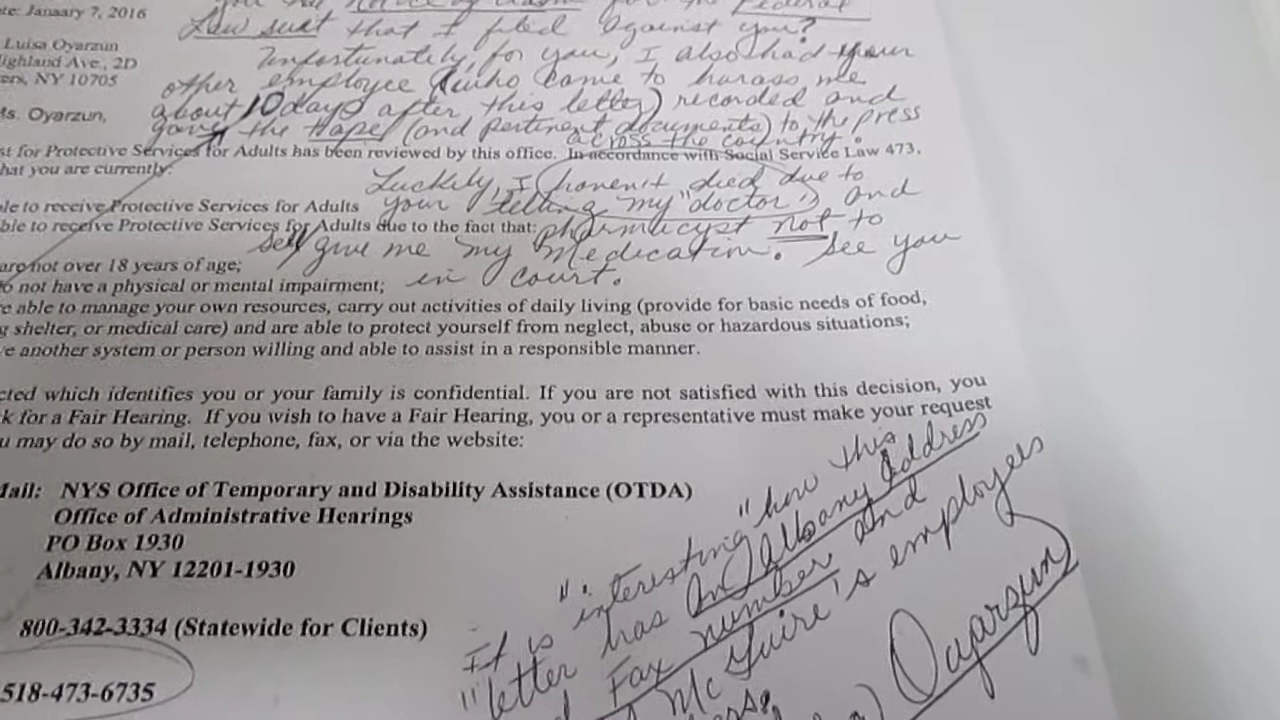 te: January 7, 2016
you
for the Federal
Law suit that I filed against you?
Luisa Oyarzun
Unfortunately, for you, I also had your
ighland Ave., 2D
other employee (who came to harass me
ers, NY 10705
about 10 days after this letter) recorded and
s. Oyarzun,
gave the tape (and pertinent documents) to the press
across the country.
st for Protective Services for Adults has been reviewed by this office. In accordance with Social Service Law 473,
hat you are currently:
Luckily, I haven't died due to
le to receive Protective Services for Adults
your telling my "doctor", and
ble to receive Protective Services for Adults due to the fact that:
pharmacyst not to
give me my Medication. See you
are not over 18 years of age;
in court.
o not have a physical or mental impairment;
e able to manage your own resources, carry out activities of daily living (provide for basic needs of food,
g shelter, or medical care) and are able to protect yourself from neglect, abuse or hazardous situations;
e another system or person willing and able to assist in a responsible manner.
cted which identifies you or your family is confidential. If you are not satisfied with this decision, you
k for a Fair Hearing. If you wish to have a Fair Hearing, you or a representative must make your request
u may do so by mail, telephone, fax, or via the website:
Mail: NYS Office of Temporary and Disability Assistance (OTDA)
Office of Administrative Hearings
PO Box 1930
Albany, NY 12201-1930
800-342-3334 (Statewide for Clients)
518-473-6735
It is "interesting" how this
"letter has an Albany Address
Fax number and
McGuire's employees
Oyarzun